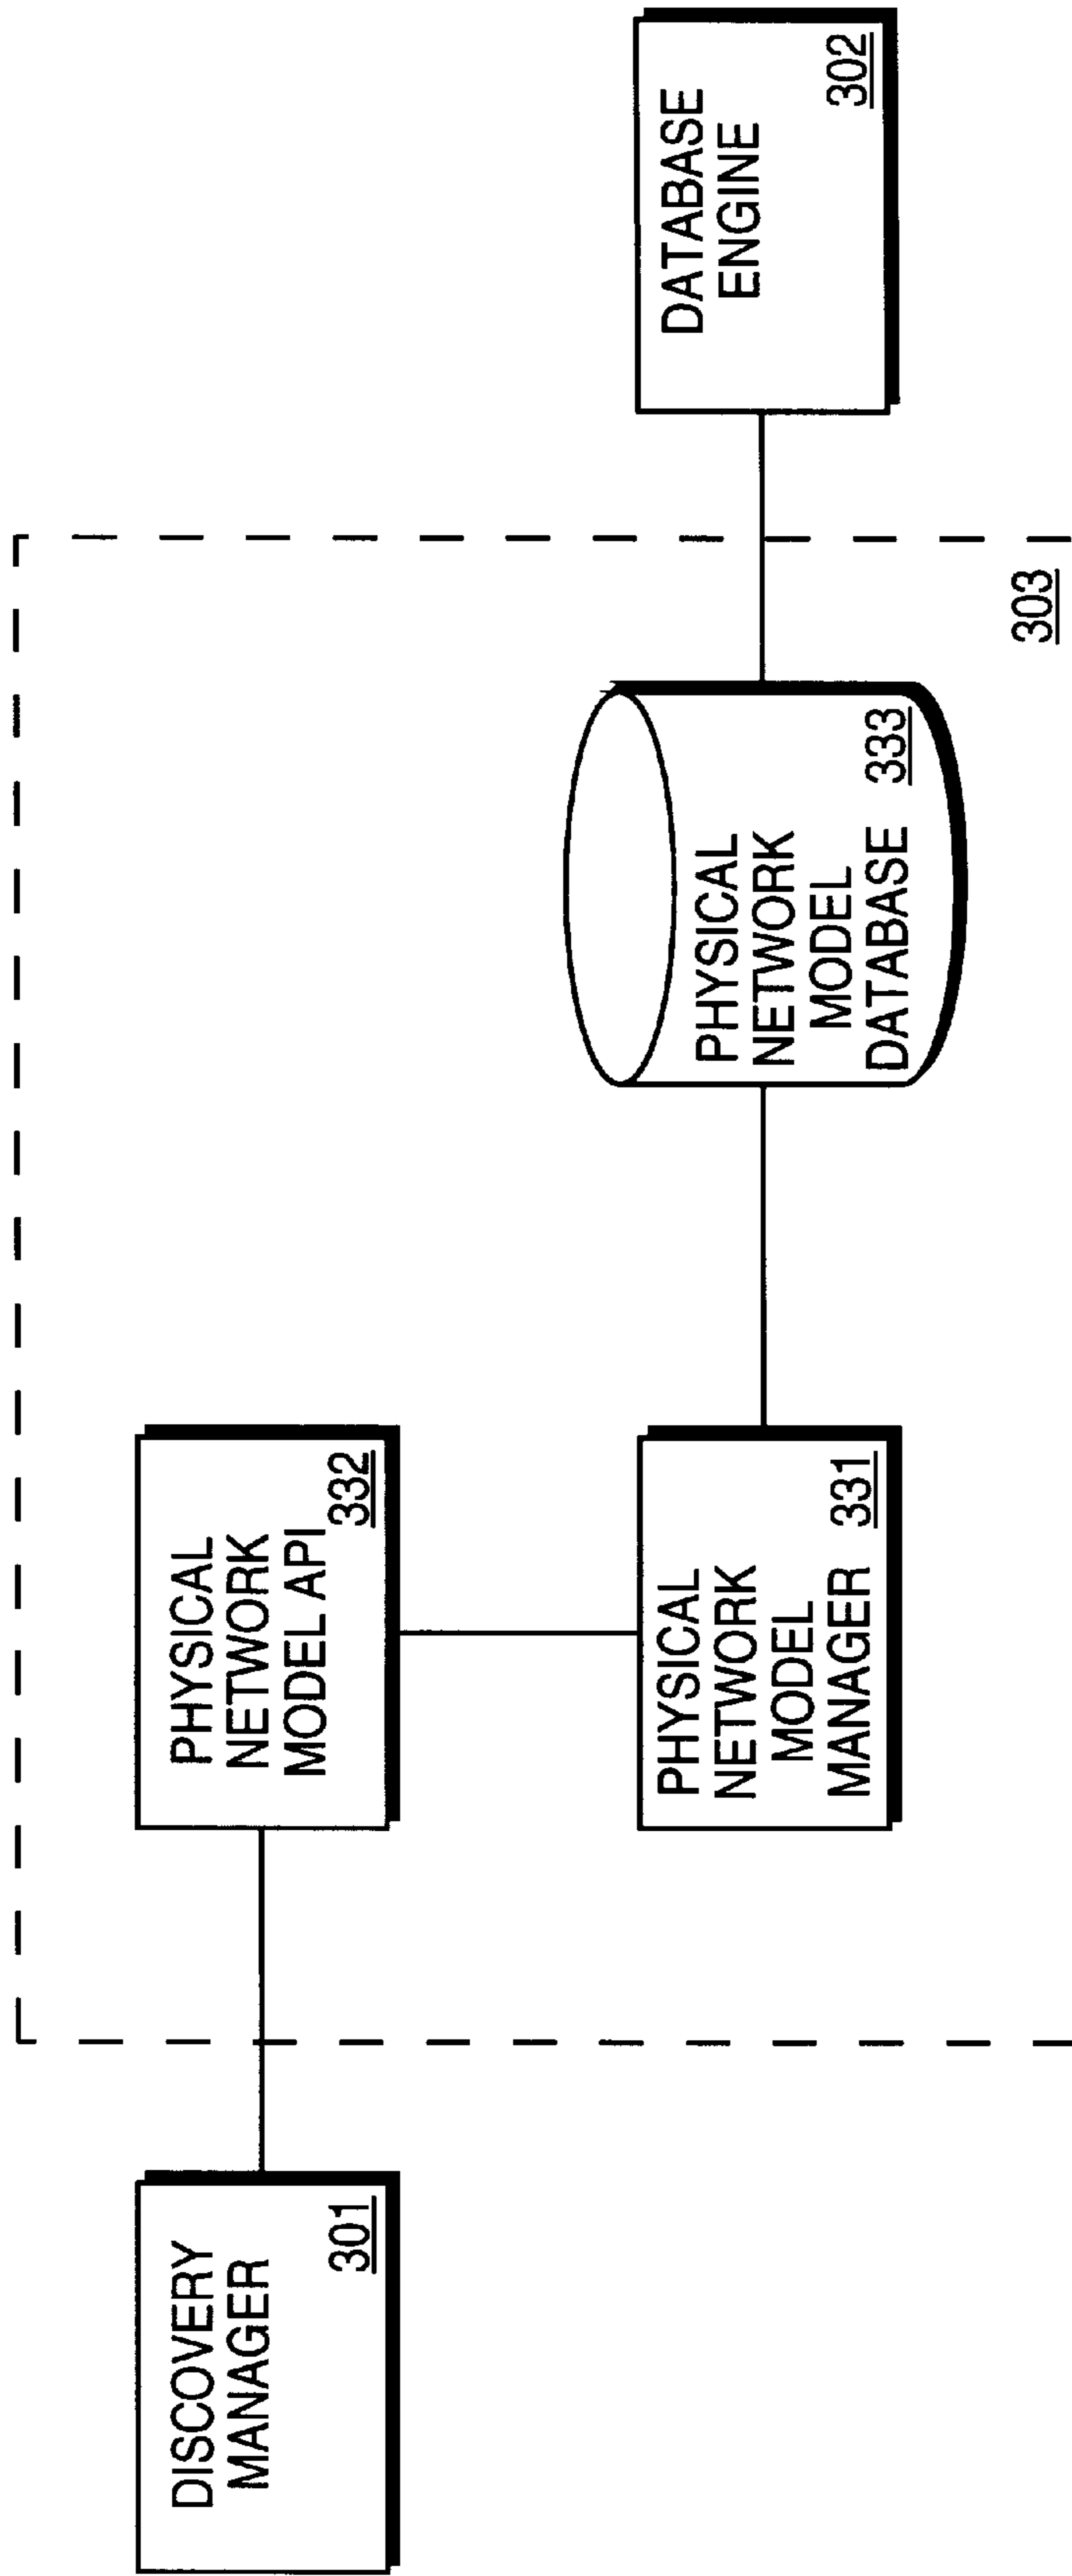 DISCOVERY
MANAGER
301
PHYSICAL
NETWORK
MODEL API
332
PHYSICAL
NETWORK
MODEL
MANAGER
331
PHYSICAL
NETWORK
MODEL
DATABASE 333
303
DATABASE
ENGINE
302